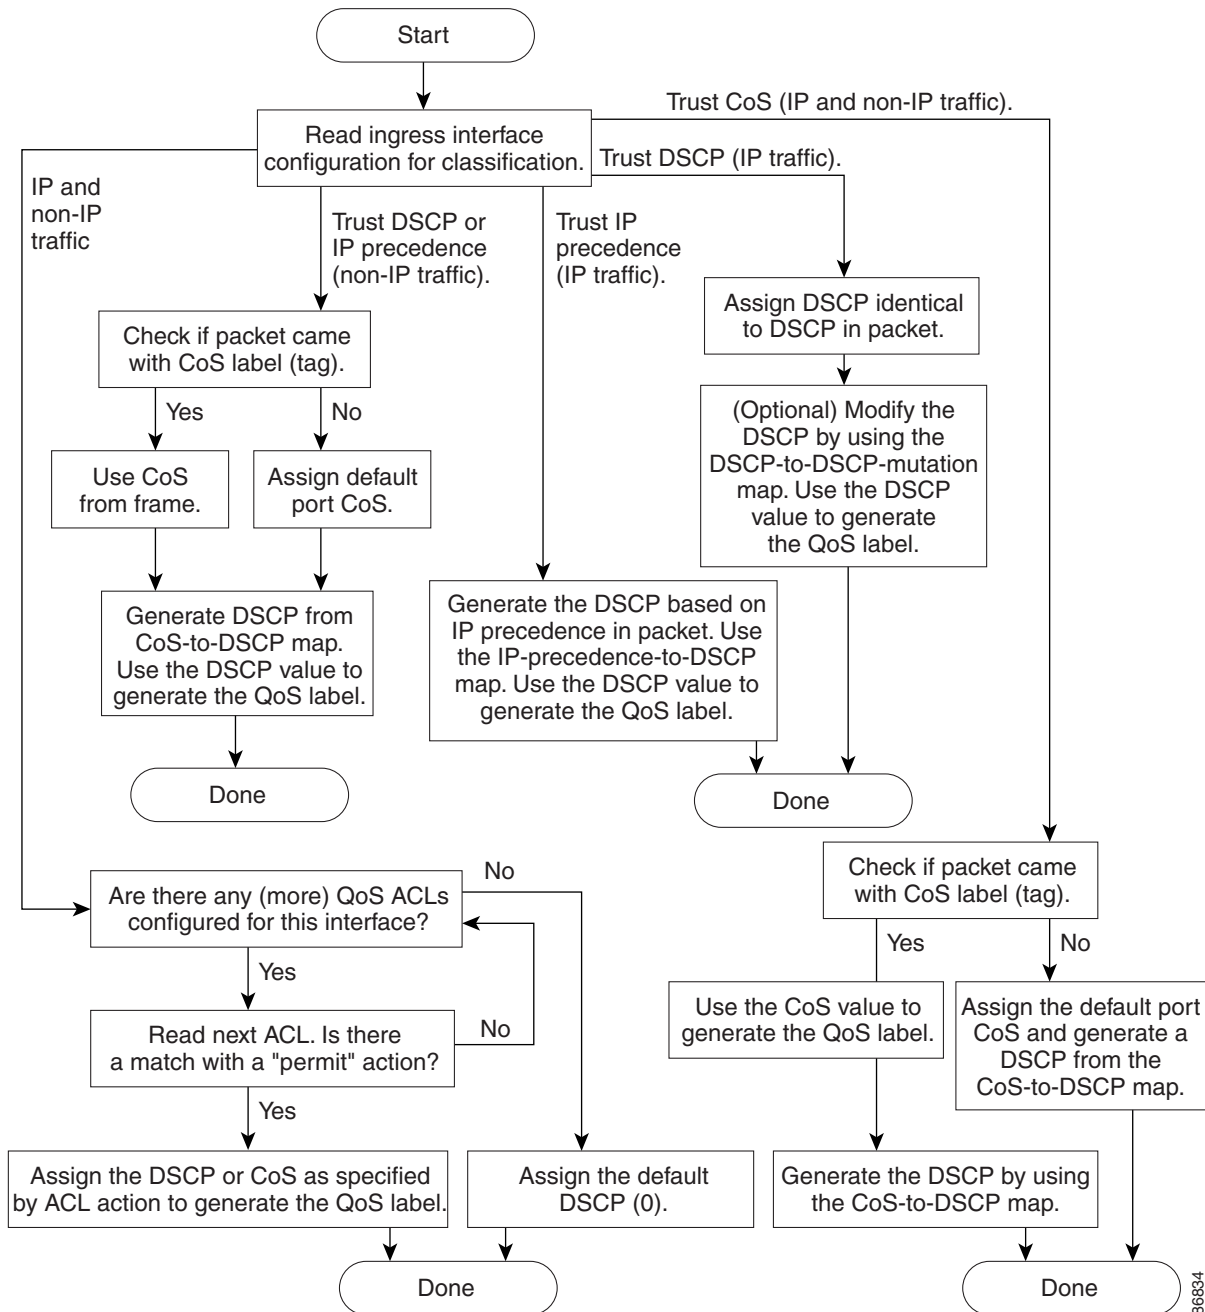 Start
Trust CoS (IP and non-IP traffic).
Read ingress interface
configuration for classification.
Trust DSCP (IP traffic).
IP and
non-IP
traffic
Trust DSCP or
IP precedence
(non-IP traffic).
Trust IP
precedence
(IP traffic).
Assign DSCP identical
to DSCP in packet.
Check if packet came
with CoS label (tag).
Yes
No
(Optional) Modify the
DSCP by using the
DSCP-to-DSCP-mutation
map. Use the DSCP
value to generate
the QoS label.
Use CoS
from frame.
Assign default
port CoS.
Generate DSCP from
CoS-to-DSCP map.
Use the DSCP value to
generate the QoS label.
Generate the DSCP based on
IP precedence in packet. Use
the IP-precedence-to-DSCP
map. Use the DSCP value to
generate the QoS label.
Done
Done
Are there any (more) QoS ACLs
configured for this interface?
No
Check if packet came
with CoS label (tag).
Yes
Yes
No
Read next ACL. Is there
a match with a "permit" action?
No
Use the CoS value to
generate the QoS label.
Assign the default port
CoS and generate a
DSCP from the
CoS-to-DSCP map.
Yes
Assign the DSCP or CoS as specified
by ACL action to generate the QoS label.
Assign the default
DSCP (0).
Generate the DSCP by using
the CoS-to-DSCP map.
Done
Done